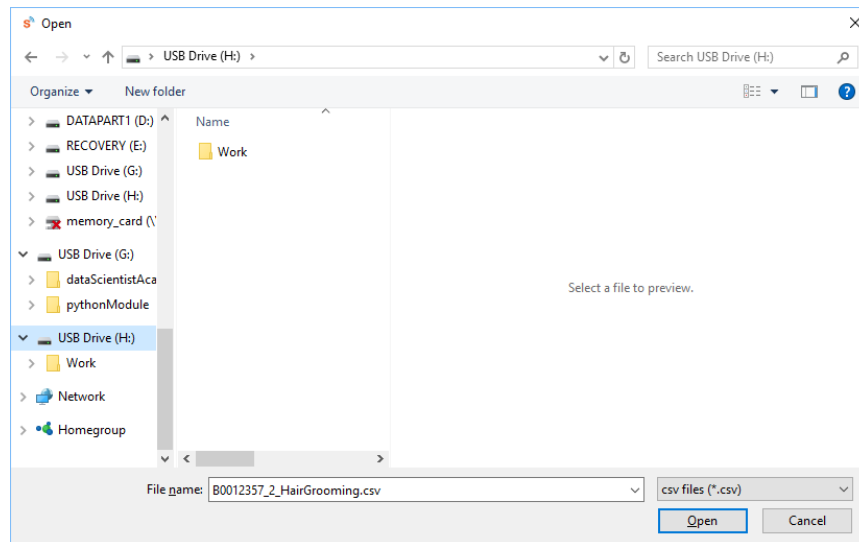 Open
USB Drive (H:)
Search USB Drive (H:)
Organize
New folder
DATAPART1 (D:)
RECOVERY (E:)
USB Drive (G:)
USB Drive (H:)
memory_card (\
USB Drive (G:)
dataScientistAca
pythonModule
USB Drive (H:)
Work
Network
Homegroup
Name
Work
Select a file to preview.
File name: B0012357_2_HairGrooming.csv
csv files (*.csv)
Open
Cancel